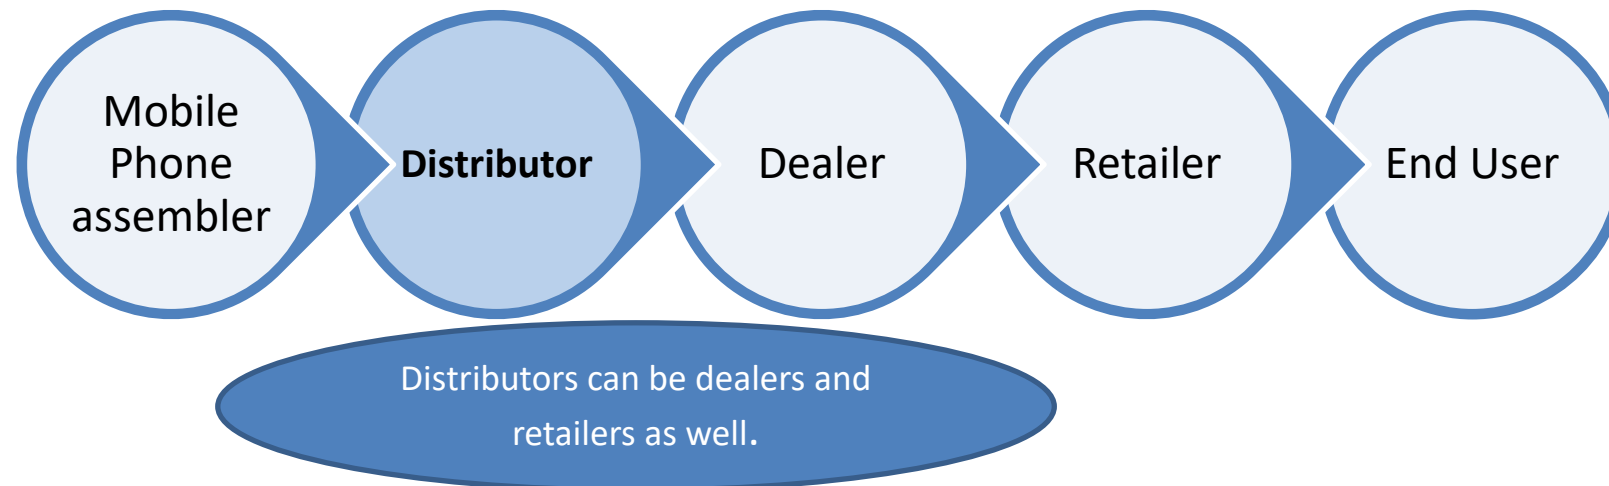 Mobile
Phone
assembler
Distributor
Dealer
Retailer
End User
Distributors can be dealers and
retailers as well.